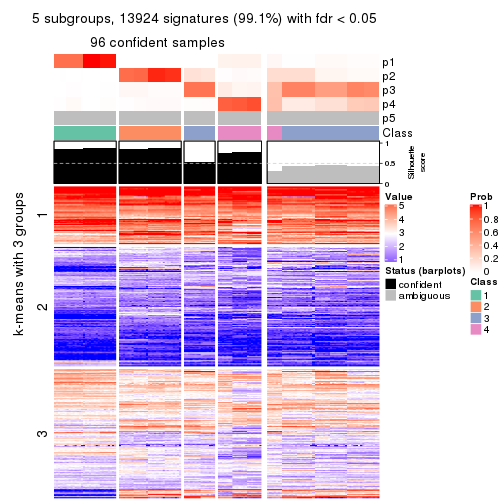 5 subgroups, 13924 signatures (99.1%) with fdr < 0.05
96 confident samples
p1
p2
p3
p4
p5
Class
1
0.5
0
Silhouette
score
k-means with 3 groups
1
2
3
Value
5
4
3
2
1
Status (barplots)
confident
ambiguous
Prob
1
0.8
0.6
0.4
0.2
0
Class
1
2
3
4